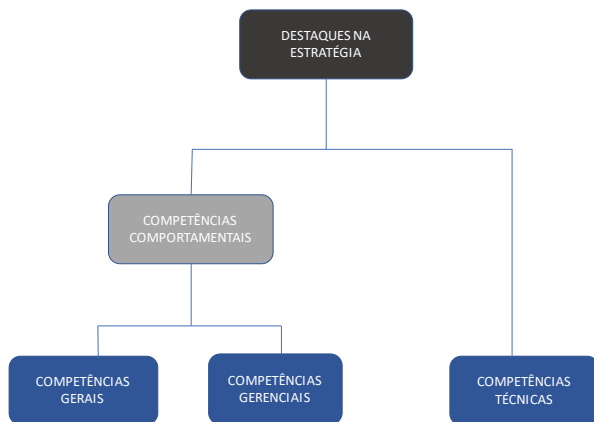 DESTAQUES NA
ESTRATÉGIA
COMPETÊNCIAS
COMPORTAMENTAIS
COMPETÊNCIAS
GERAIS
COMPETÊNCIAS
GERENCIAIS
COMPETÊNCIAS
TÉCNICAS